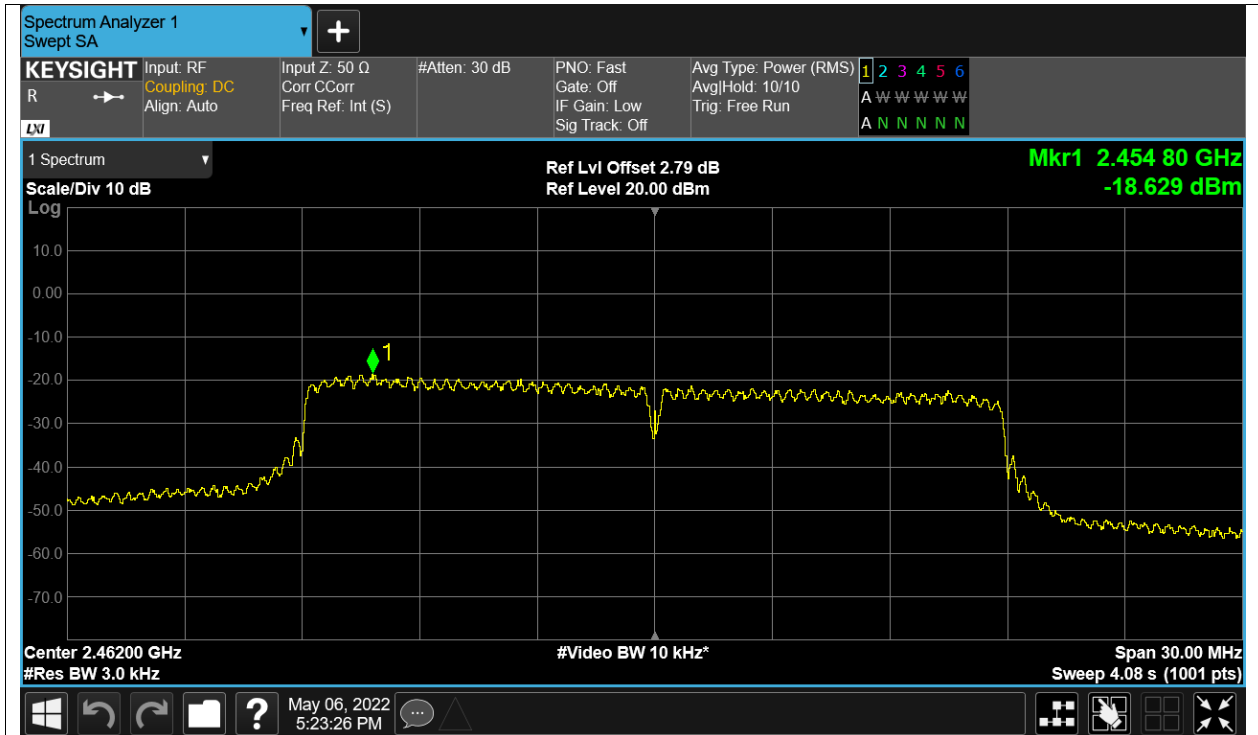 Spectrum Analyzer 1
Swept SA
+
KEYSIGHT
R
LXI
Input: RF
Coupling: DC
Align: Auto
Input Z: 50 Ω
Corr CCorr
Freq Ref: Int (S)
#Atten: 30 dB
PNO: Fast
Gate: Off
IF Gain: Low
Sig Track: Off
Avg Type: Power (RMS)
Avg|Hold: 10/10
Trig: Free Run
1 2 3 4 5 6
A W W W W W
A N N N N N
1 Spectrum
Scale/Div 10 dB
Log
Ref Lvl Offset 2.79 dB
Ref Level 20.00 dBm
Mkr1 2.454 80 GHz
-18.629 dBm
10.0
0.00
-10.0
1
-20.0
-30.0
-40.0
-50.0
-60.0
-70.0
Center 2.46200 GHz
#Res BW 3.0 kHz
#Video BW 10 kHz*
Span 30.00 MHz
Sweep 4.08 s (1001 pts)
?
May 06, 2022
5:23:26 PM